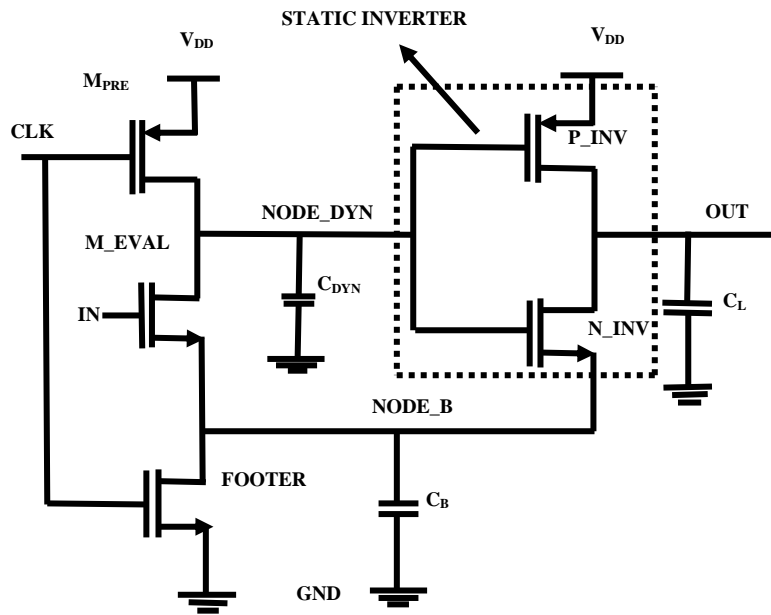 STATIC INVERTER
VDD
VDD
MPRE
CLK
P_INV
NODE_DYN
OUT
M_EVAL
CDYN
CL
IN
N_INV
NODE_B
FOOTER
CB
GND